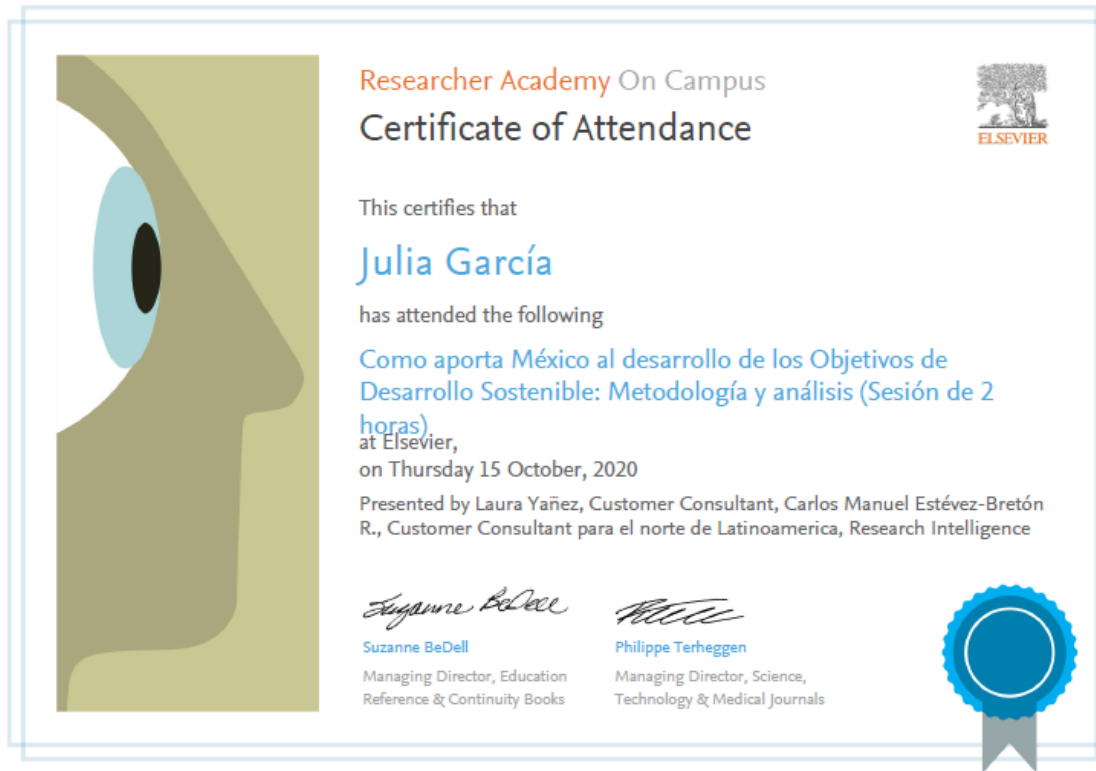 Researcher Academy On Campus
Certificate of Attendance
ELSEVIER
This certifies that
Julia García
has attended the following
Como aporta México al desarrollo de los Objetivos de
Desarrollo Sostenible: Metodología y análisis (Sesión de 2
horas)
at Elsevier,
on Thursday 15 October, 2020
Presented by Laura Yañez, Customer Consultant, Carlos Manuel Estévez-Bretón
R., Customer Consultant para el norte de Latinoamerica, Research Intelligence
Suzanne BeDell
Suzanne BeDell
Managing Director, Education
Reference & Continuity Books
Philippe Terheggen
Managing Director, Science,
Technology & Medical Journals